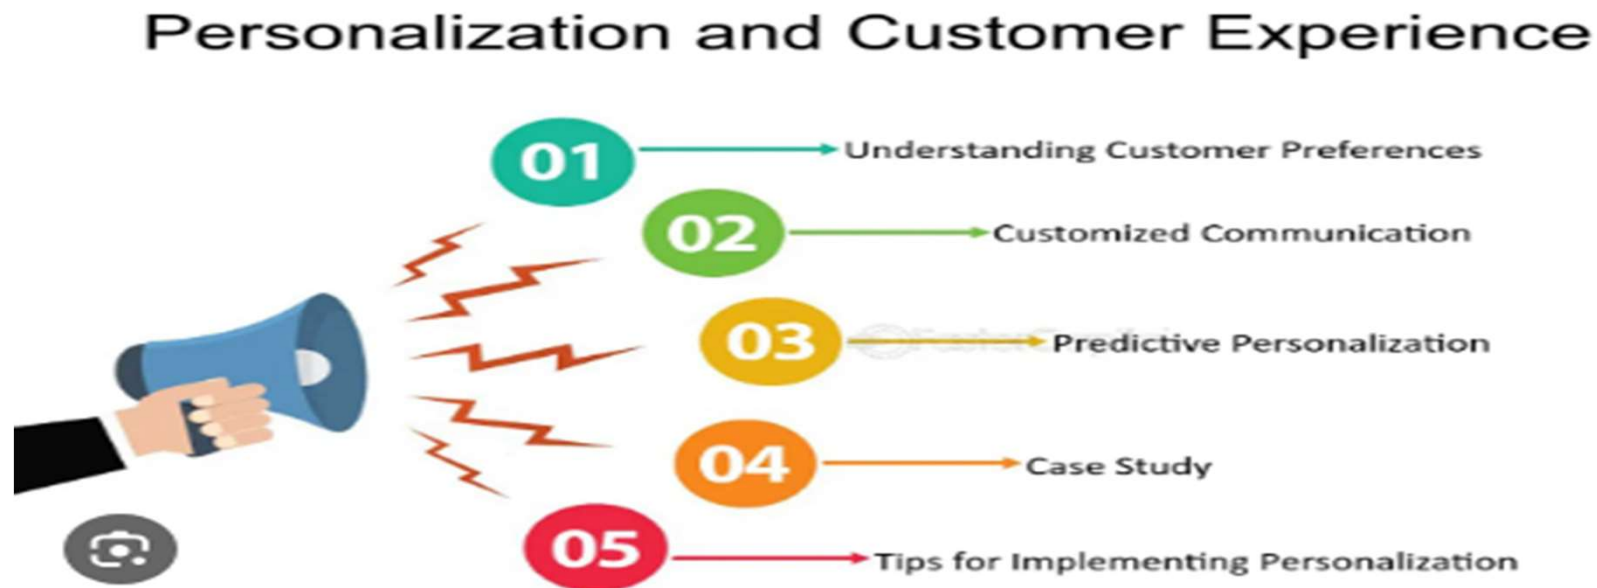 Personalization and Customer Experience
01 Understanding Customer Preferences
02 Customized Communication
03 Predictive Personalization
04 Case Study
05 Tips for Implementing Personalization